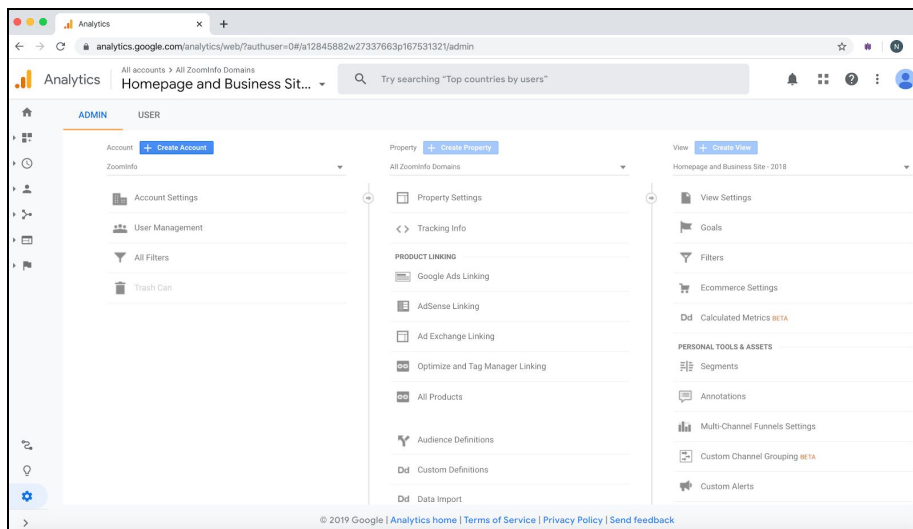 Analytics
analytics.google.com/analytics/web/?authuser=0#/a12845882w27337663p167531321/admin
N
Analytics
All accounts > All ZoomInfo Domains
Homepage and Business Sit...
Try searching "Top countries by users"
ADMIN USER
Account + Create Account
ZoomInfo
Account Settings
User Management
All Filters
Trash Can
Property + Create Property
All ZoomInfo Domains
Property Settings
Tracking Info
PRODUCT LINKING
Google Ads Linking
AdSense Linking
Ad Exchange Linking
Optimize and Tag Manager Linking
All Products
Audience Definitions
Dd Custom Definitions
Dd Data Import
View + Create View
Homepage and Business Site - 2018
View Settings
Goals
Filters
Ecommerce Settings
Dd Calculated Metrics BETA
PERSONAL TOOLS & ASSETS
Segments
Annotations
Multi-Channel Funnels Settings
Custom Channel Grouping BETA
Custom Alerts
© 2019 Google | Analytics home | Terms of Service | Privacy Policy | Send feedback